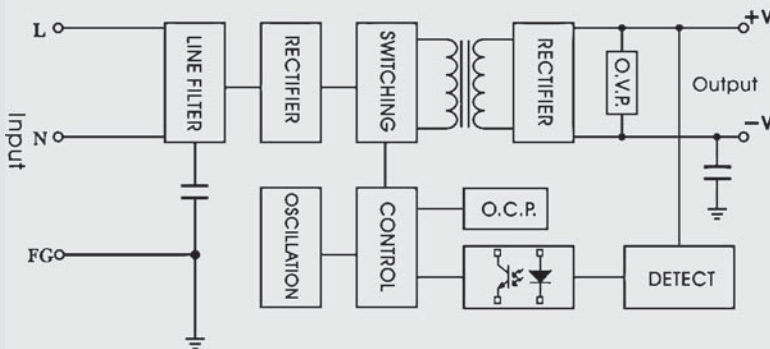 L
N
FG
Input
LINE FILTER
RECTIFIER
SWITCHING
RECTIFIER
O.V.P.
+V
Output
-V
OSCILLATION
CONTROL
O.C.P.
DETECT